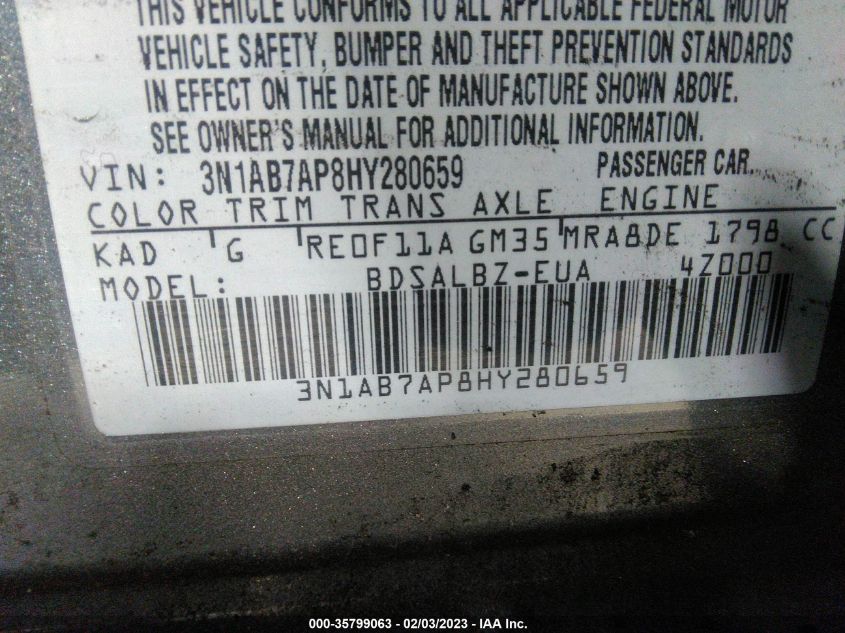 THIS VEHICLE CONFORMS TO ALL APPLICABLE FEDERAL MOTOR
VEHICLE SAFETY, BUMPER AND THEFT PREVENTION STANDARDS
IN EFFECT ON THE DATE OF MANUFACTURE SHOWN ABOVE.
SEE OWNER'S MANUAL FOR ADDITIONAL INFORMATION.
VIN: 3N1AB7AP8HY280659 PASSENGER CAR.
COLOR TRIM TRANS AXLE ENGINE
KAD G RE0F11A GM35 MRA8DE 1798 CC
MODEL: BDSALBZ-EUA 4Z000
3N1AB7AP8HY280659
000-35799063 - 02/03/2023 - IAA Inc.